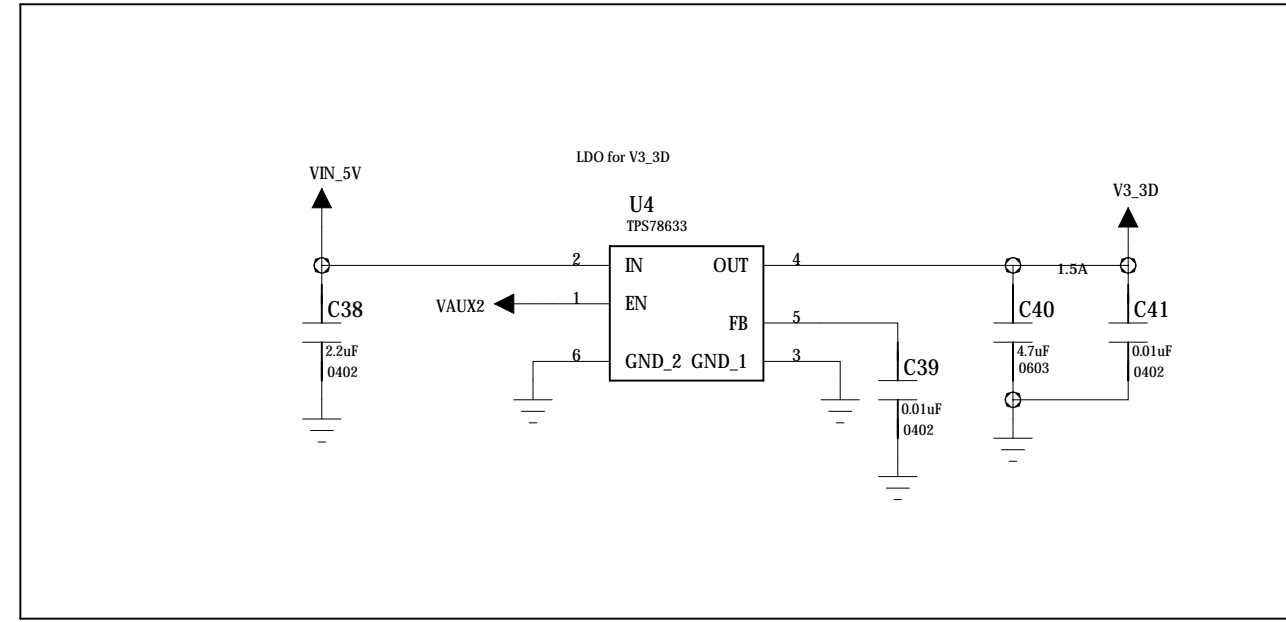 LDO for V3_3D
VIN_5V
V3_3D
U4
TPS78633
2
IN
OUT
4
1.5A
VAUX2
1
EN
C38
2.2uF
0402
FB
5
C40
4.7uF
0603
C41
0.01uF
0402
6
GND_2
GND_1
3
C39
0.01uF
0402